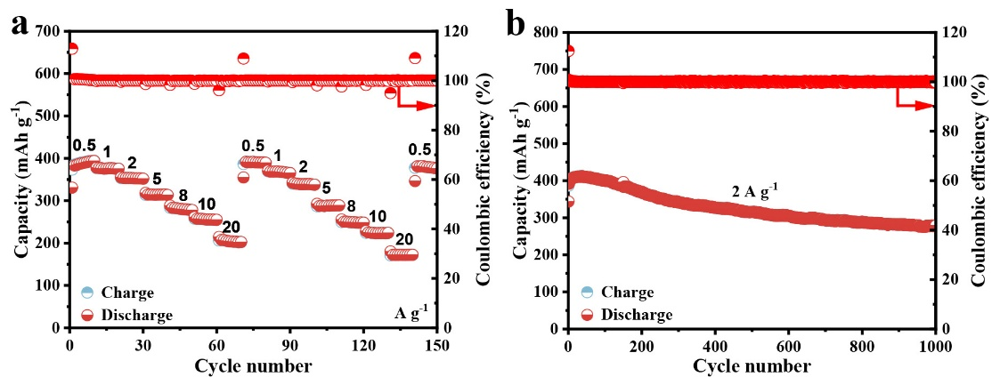 a
700
600
500
400
300
200
100
0
Capacity (mAh g-1)
120
100
80
60
40
20
0
Coulombic efficiency (%)
0.5
1
2
5
8
10
20
0.5
1
2
5
8
10
20
0.5
Charge
Discharge
A g-1
0 30 60 90 120 150
Cycle number
b
800
700
600
500
400
300
200
100
0
Capacity (mAh g-1)
120
100
80
60
40
20
0
Coulombic efficiency (%)
2 A g-1
Charge
Discharge
0 200 400 600 800 1000
Cycle number